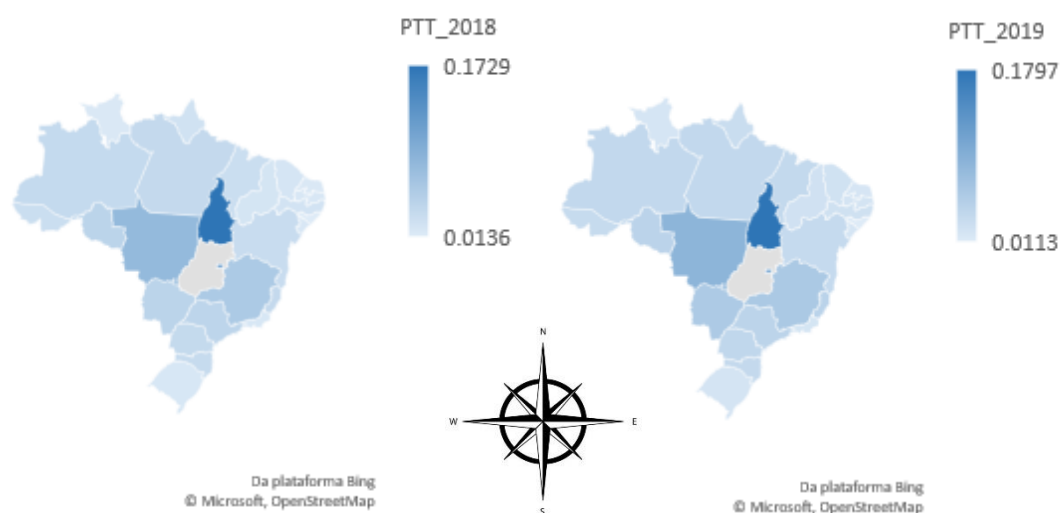 PTT_2018
0.1729
0.0136
PTT_2019
0.1797
0.0113
N
W
E
S
Da plataforma Bing
© Microsoft, OpenStreetMap
Da plataforma Bing
© Microsoft, OpenStreetMap